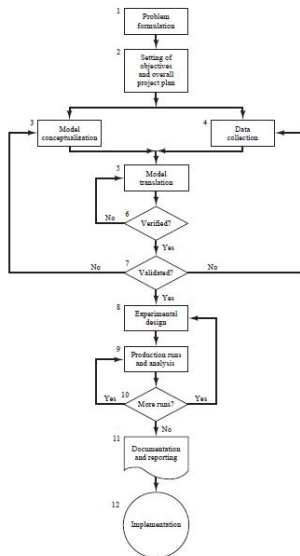 1
Problem
formulation
2
Setting of
objectives
and overall
project plan
3
Model
conceptualization
4
Data
collection
5
Model
translation
6
No
Verified?
Yes
7
No
Validated?
No
Yes
8
Experimental
design
9
Production runs
and analysis
10
Yes
More runs?
Yes
No
11
Documentation
and reporting
12
Implementation